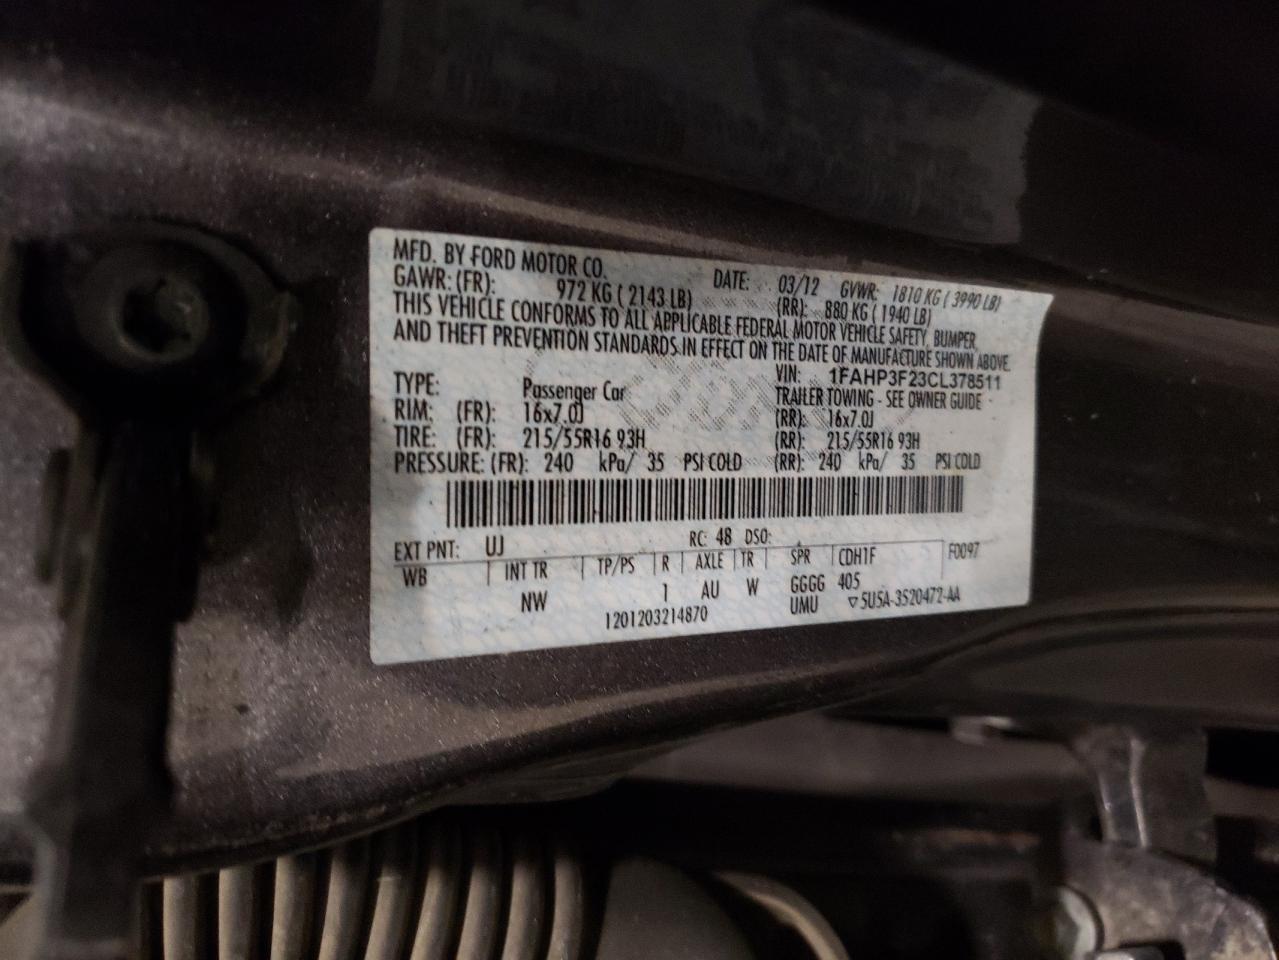 MFD. BY FORD MOTOR CO.
DATE: 03/12 GVWR: 1810 KG ( 3990 LB)
GAWR: (FR): 972 KG ( 2143 LB) (RR): 880 KG ( 1940 LB)
THIS VEHICLE CONFORMS TO ALL APPLICABLE FEDERAL MOTOR VEHICLE SAFETY, BUMPER,
AND THEFT PREVENTION STANDARDS IN EFFECT ON THE DATE OF MANUFACTURE SHOWN ABOVE.
VIN: 1FAHP3F23CL378511
TYPE: Passenger Car TRAILER TOWING - SEE OWNER GUIDE
RIM: (FR): 16x7.0J (RR): 16x7.0J
TIRE: (FR): 215/55R16 93H (RR): 215/55R16 93H
PRESSURE: (FR): 240 kPa/ 35 PSI COLD (RR): 240 kPa/ 35 PSI COLD
EXT PNT: UJ RC: 48 DSO:
WB INT TR TP/PS R AXLE TR SPR CDH1F F0097
NW 1 AU W GGGG 405
1201203214870 UMU ▽5U5A-3520472-AA